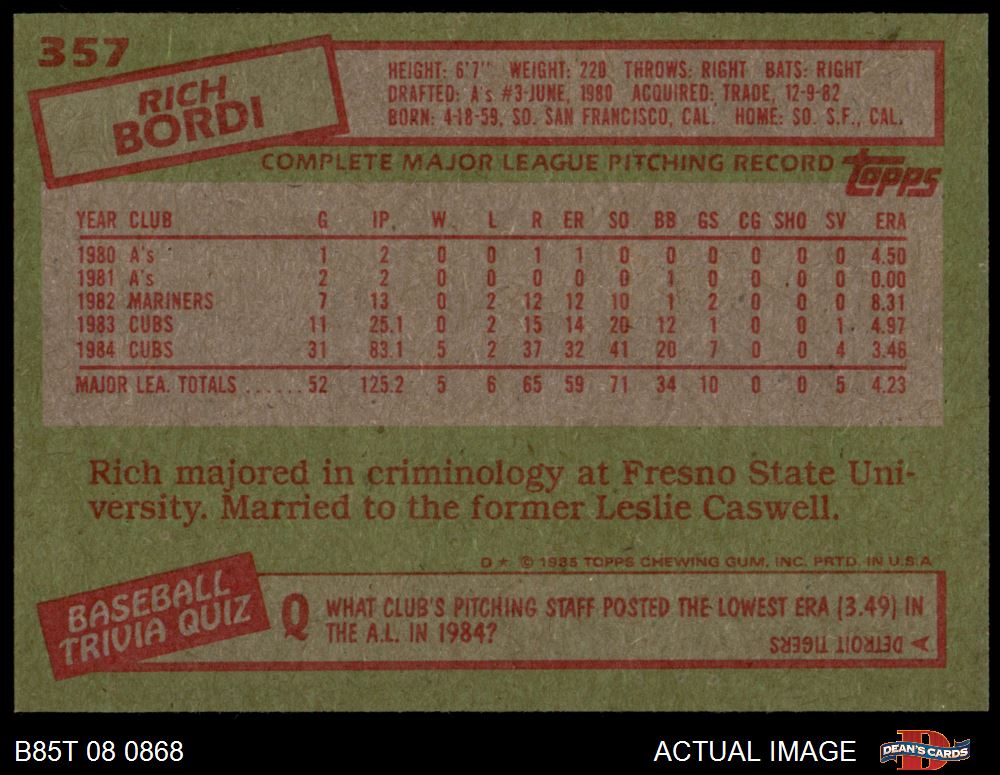 357
RICH
BORDI
HEIGHT: 6'7" WEIGHT: 220 THROWS: RIGHT BATS: RIGHT
DRAFTED: A's #3-JUNE, 1980 ACQUIRED: TRADE, 12-9-82
BORN: 4-18-59, SO. SAN FRANCISCO, CAL. HOME: SO. S.F., CAL.
COMPLETE MAJOR LEAGUE PITCHING RECORD
TOPPS
YEAR CLUB G IP. W. L R ER SO BB GS CG SHO SV ERA
1980 A's 1 2 0 0 1 1 0 0 0 0 0 0 4.50
1981 A's 2 2 0 0 0 0 0 1 0 0 0 0 0.00
1982 MARINERS 7 13 0 2 12 12 10 1 2 0 0 0 8.31
1983 CUBS 11 25.1 0 2 15 14 20 12 1 0 0 1 4.97
1984 CUBS 31 83.1 5 2 37 32 41 20 7 0 0 4 3.46
MAJOR LEA. TOTALS ...... 52 125.2 5 6 65 59 71 34 10 0 0 5 4.23
Rich majored in criminology at Fresno State Uni-
versity. Married to the former Leslie Caswell.
D* © 1985 TOPPS CHEWING GUM, INC. PRTD. IN U.S.A
BASEBALL
TRIVIA QUIZ
Q WHAT CLUB'S PITCHING STAFF POSTED THE LOWEST ERA (3.49) IN
THE A.L. IN 1984?
A DETROIT TIGERS
B85T 08 0868
ACTUAL IMAGE
D
DEAN'S CARDS